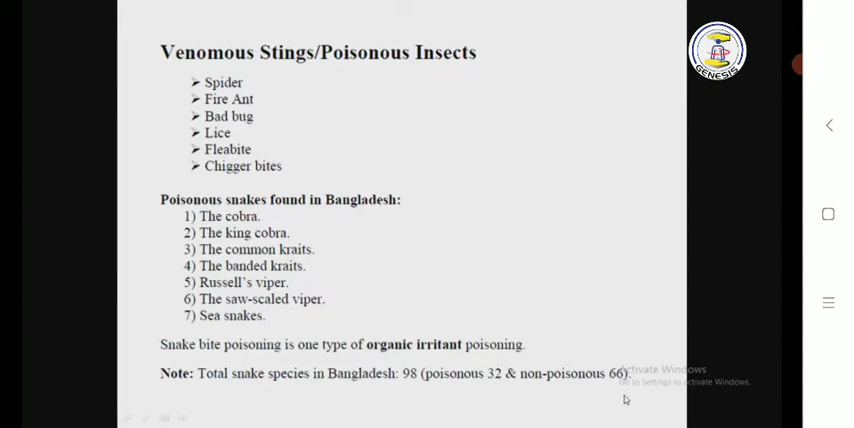 Venomous Stings/Poisonous Insects
➢ Spider
➢ Fire Ant
➢ Bad bug
➢ Lice
➢ Fleabite
➢ Chigger bites
Poisonous snakes found in Bangladesh:
1) The cobra.
2) The king cobra.
3) The common kraits.
4) The banded kraits.
5) Russell's viper.
6) The saw-scaled viper.
7) Sea snakes.
Snake bite poisoning is one type of organic irritant poisoning.
Note: Total snake species in Bangladesh: 98 (poisonous 32 & non-poisonous 66).
GENESIS
Activate Windows
Go to Settings to activate Windows.